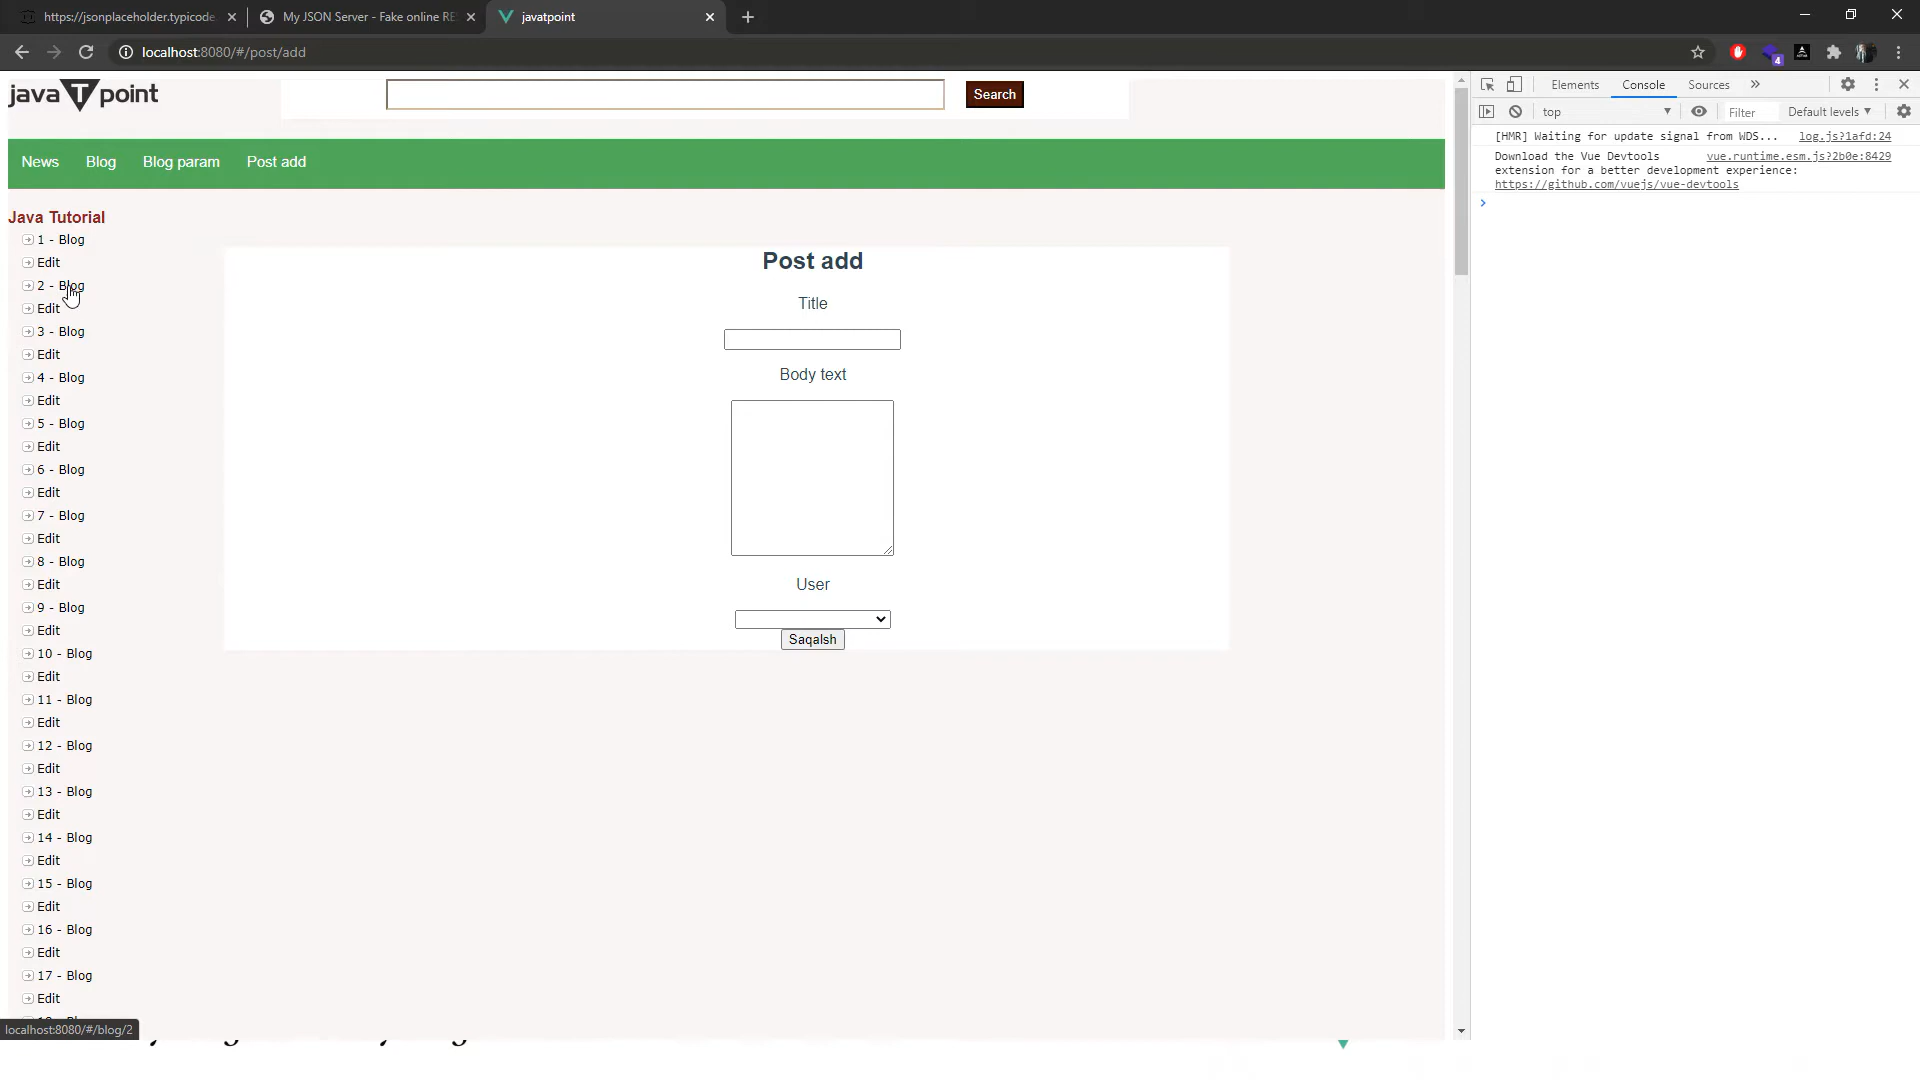 https://jsonplaceholder.typicode.
My JSON Server - Fake online RE
javatpoint
localhost:8080/#/post/add
4
javaTpoint
Search
News Blog Blog param Post add
Java Tutorial
1 - Blog
Edit
2 - Blog
Edit
3 - Blog
Edit
4 - Blog
Edit
5 - Blog
Edit
6 - Blog
Edit
7 - Blog
Edit
8 - Blog
Edit
9 - Blog
Edit
10 - Blog
Edit
11 - Blog
Edit
12 - Blog
Edit
13 - Blog
Edit
14 - Blog
Edit
15 - Blog
Edit
16 - Blog
Edit
17 - Blog
Edit
localhost:8080/#/blog/2
Post add
Title
Body text
User
Saqalsh
Elements Console Sources
top Filter Default levels
[HMR] Waiting for update signal from WDS... log.js?1afd:24
Download the Vue Devtools vue.runtime.esm.js?2b0e:8429
extension for a better development experience:
https://github.com/vuejs/vue-devtools